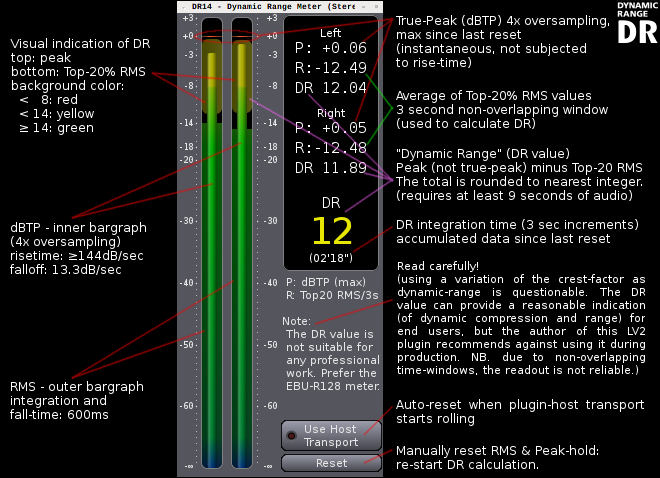 DR14 - Dynamic Range Meter (Stere
DYNAMIC
RANGE
DR
Visual indication of DR
top: peak
bottom: Top-20% RMS
background color:
<   8: red
< 14: yellow
≥ 14: green
dBTP - inner bargraph
(4x oversampling)
risetime: ≥144dB/sec
falloff: 13.3dB/sec
RMS - outer bargraph
integration and
fall-time: 600ms
+3
+0
-3
-8
-14
-18
-20
-30
-40
-50
-60
-∞
+3
+0
-3
-8
-14
-18
-20
-30
-40
-50
-60
-∞
Left
P: +0.06
R:-12.49
DR 12.04
Right
P: +0.05
R:-12.48
DR 11.89
DR
12
(02'18")
P: dBTP (max)
R: Top20 RMS/3s
Note:
The DR value is
not suitable for
any professional
work. Prefer the
EBU-R128 meter.
Use Host
Transport
Reset
True-Peak (dBTP) 4x oversampling,
max since last reset
(instantaneous, not subjected
to rise-time)
Average of Top-20% RMS values
3 second non-overlapping window
(used to calculate DR)
"Dynamic Range" (DR value)
Peak (not true-peak) minus Top-20 RMS
The total is rounded to nearest integer.
(requires at least 9 seconds of audio)
DR integration time (3 sec increments)
accumulated data since last reset
Read carefully!
(using a variation of the crest-factor as
dynamic-range is questionable. The DR
value can provide a reasonable indication
(of dynamic compression and range) for
end users, but the author of this LV2
plugin recommends against using it during
production. NB. due to non-overlapping
time-windows, the readout is not reliable.)
Auto-reset when plugin-host transport
starts rolling
Manually reset RMS & Peak-hold:
re-start DR calculation.